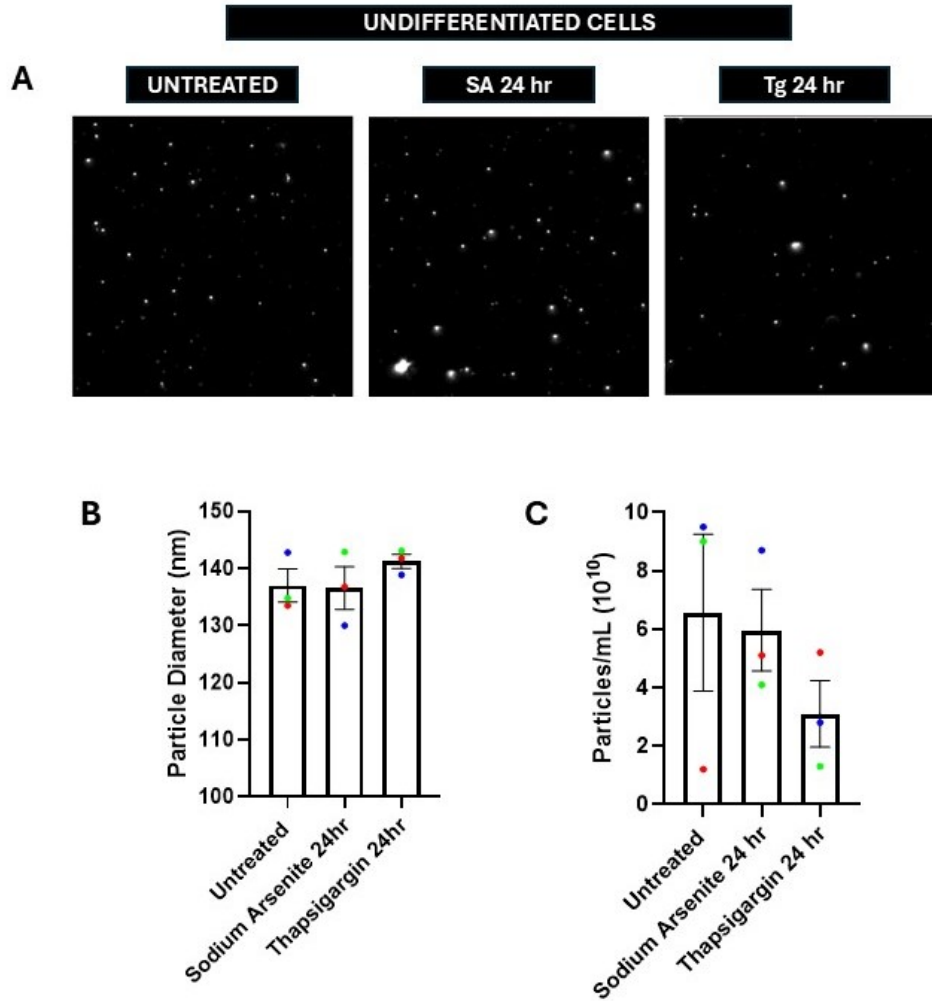 UNDIFFERENTIATED CELLS
A
UNTREATED
SA 24 hr
Tg 24 hr
B
150
140
130
120
110
100
Particle Diameter (nm)
Untreated
Sodium Arsenite 24hr
Thapsigargin 24hr
C
10
8
6
4
2
0
Particles/mL (10¹⁰)
Untreated
Sodium Arsenite 24 hr
Thapsigargin 24 hr